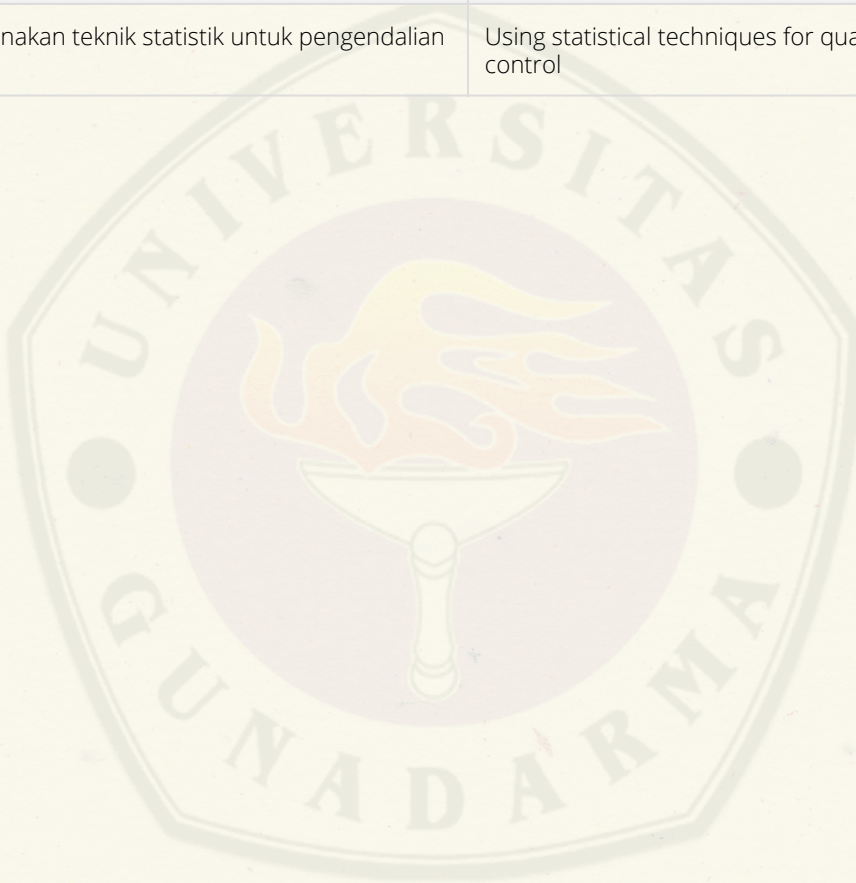 nakan teknik statistik untuk pengendalian
Using statistical techniques for qua
control
UNIVERSITAS
GUNADARMA